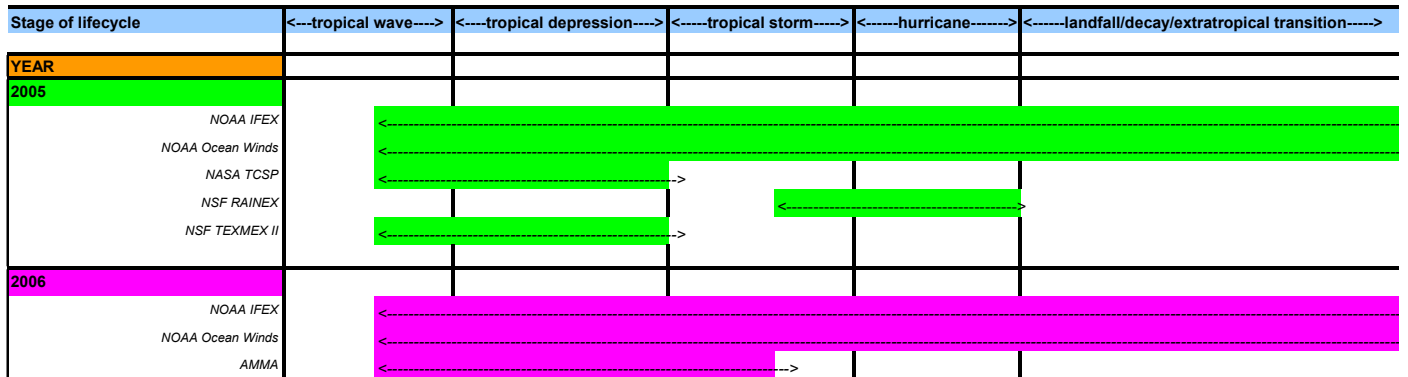 Stage of lifecycle <---tropical wave----> <----tropical depression----> <-----tropical storm-----> <------hurricane-------> <------landfall/decay/extratropical transition----->
YEAR
2005
NOAA IFEX
NOAA Ocean Winds
NASA TCSP
NSF RAINEX
NSF TEXMEX II
2006
NOAA IFEX
NOAA Ocean Winds
AMMA